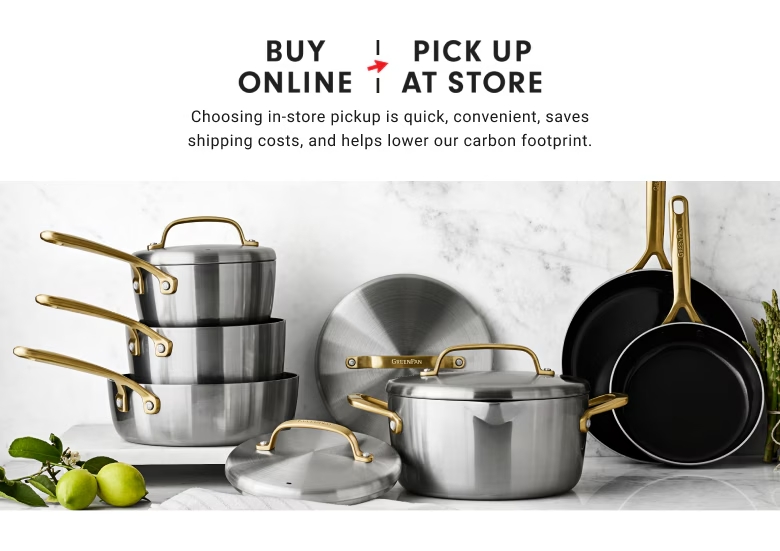 BUY
ONLINE
PICK UP
AT STORE
Choosing in-store pickup is quick, convenient, saves
shipping costs, and helps lower our carbon footprint.
GREENPAN
GREENPAN